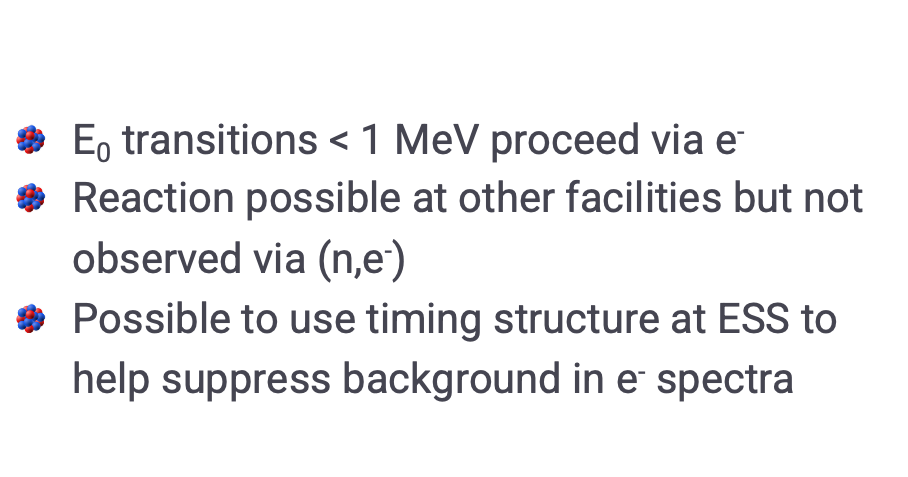 E₀ transitions < 1 MeV proceed via e⁻
Reaction possible at other facilities but not
observed via (n,e⁻)
Possible to use timing structure at ESS to
help suppress background in e⁻ spectra